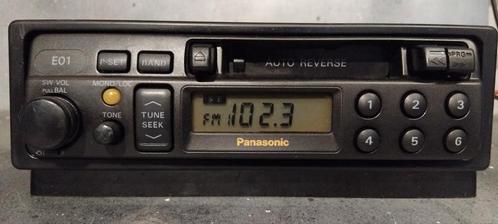 E01
P-SET
BAND
AUTO REVERSE
PRG
SW VOL
PULL BAL
MONO/LOC
TONE
TUNE
SEEK
FM1 102.3
Panasonic
1 2 3
4 5 6